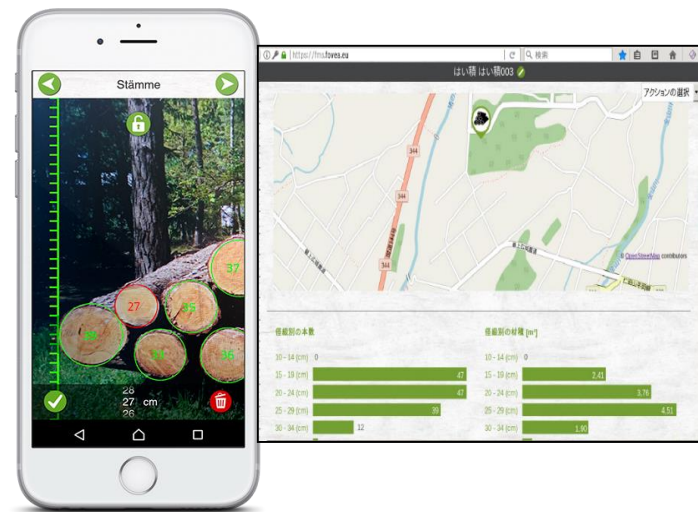 Stämme
37
27
35
36
28
27 cm
26
https://fms.fovea.eu
検索
はい積 はい積003
アクションの選択
344
344
344
© OpenStreetMap contributors
径級別の本数
10 - 14 (cm) 0
15 - 19 (cm) 47
20 - 24 (cm) 47
25 - 29 (cm) 39
30 - 34 (cm) 12
径級別の材積 [m³]
10 - 14 (cm) 0
15 - 19 (cm) 2,41
20 - 24 (cm) 3,76
25 - 29 (cm) 4,51
30 - 34 (cm) 1,90